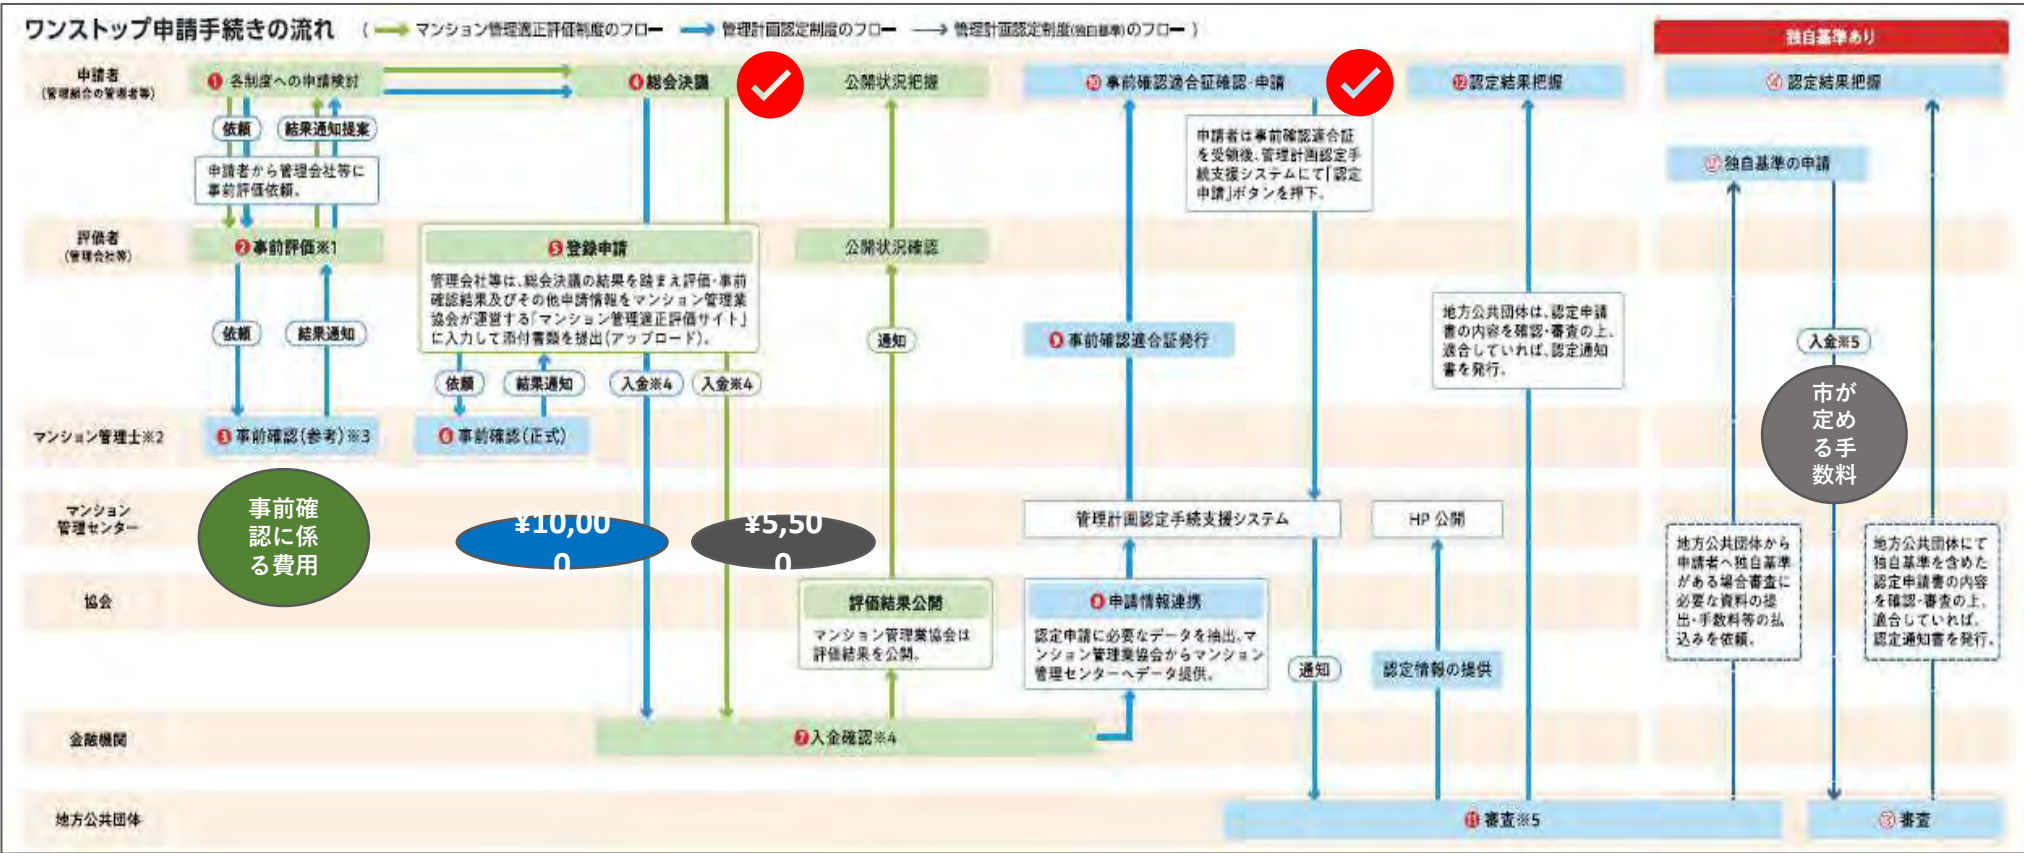 ワンストップ申請手続きの流れ
( → マンション管理適正評価制度のフロー → 管理計画認定制度のフロー → 管理計画認定制度(独自基準)のフロー )
独自基準あり
申請者
(管理組合の管理者等)
❶ 各制度への申請検討
❹ 総会決議
公開状況把握
⑩ 事前確認適合証確認・申請
⑫ 認定結果把握
⑭ 認定結果把握
依頼
結果通知提案
申請者から管理会社等に
事前評価依頼。
申請者は事前確認適合証
を受領後、管理計画認定手
続支援システムにて「認定
申請」ボタンを押下。
独自基準の申請
評価者
(管理会社等)
❷ 事前評価※1
❺ 登録申請
管理会社等は、総会決議の結果を踏まえ評価・事前
確認結果及びその他申請情報をマンション管理業
協会が運営する「マンション管理適正評価サイト」
に入力して添付書類を提出(アップロード)。
公開状況確認
地方公共団体は、認定申請
書の内容を確認・審査の上、
適合していれば、認定通知
書を発行。
依頼
結果通知
通知
❾ 事前確認適合証発行
入金※5
依頼
結果通知
入金※4
入金※4
市が
定め
る手
数料
マンション管理士※2
❸ 事前確認(参考)※3
❻ 事前確認(正式)
マンション
管理センター
事前確
認に係
る費用
¥10,00
0
¥5,50
0
管理計画認定手続支援システム
HP 公開
地方公共団体から
申請者へ独自基準
がある場合審査に
必要な資料の提
出・手数料等の払
込みを依頼。
地方公共団体にて
独自基準を含めた
認定申請書の内容
を確認・審査の上、
適合していれば、
認定通知書を発行。
協会
評価結果公開
マンション管理業協会は
評価結果を公開。
❽ 申請情報連携
認定申請に必要なデータを抽出、マ
ンション管理業協会からマンション
管理センターへデータ提供。
通知
認定情報の提供
金融機関
❼ 入金確認※4
地方公共団体
⑪ 審査※5
⑬ 審査